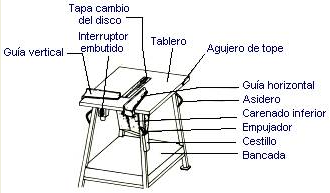 Tapa cambio
del disco
Interruptor
embutido
Tablero
Guía vertical
Agujero de tope
Guía horizontal
Asidero
Carenado inferior
Empujador
Cestillo
Bancada